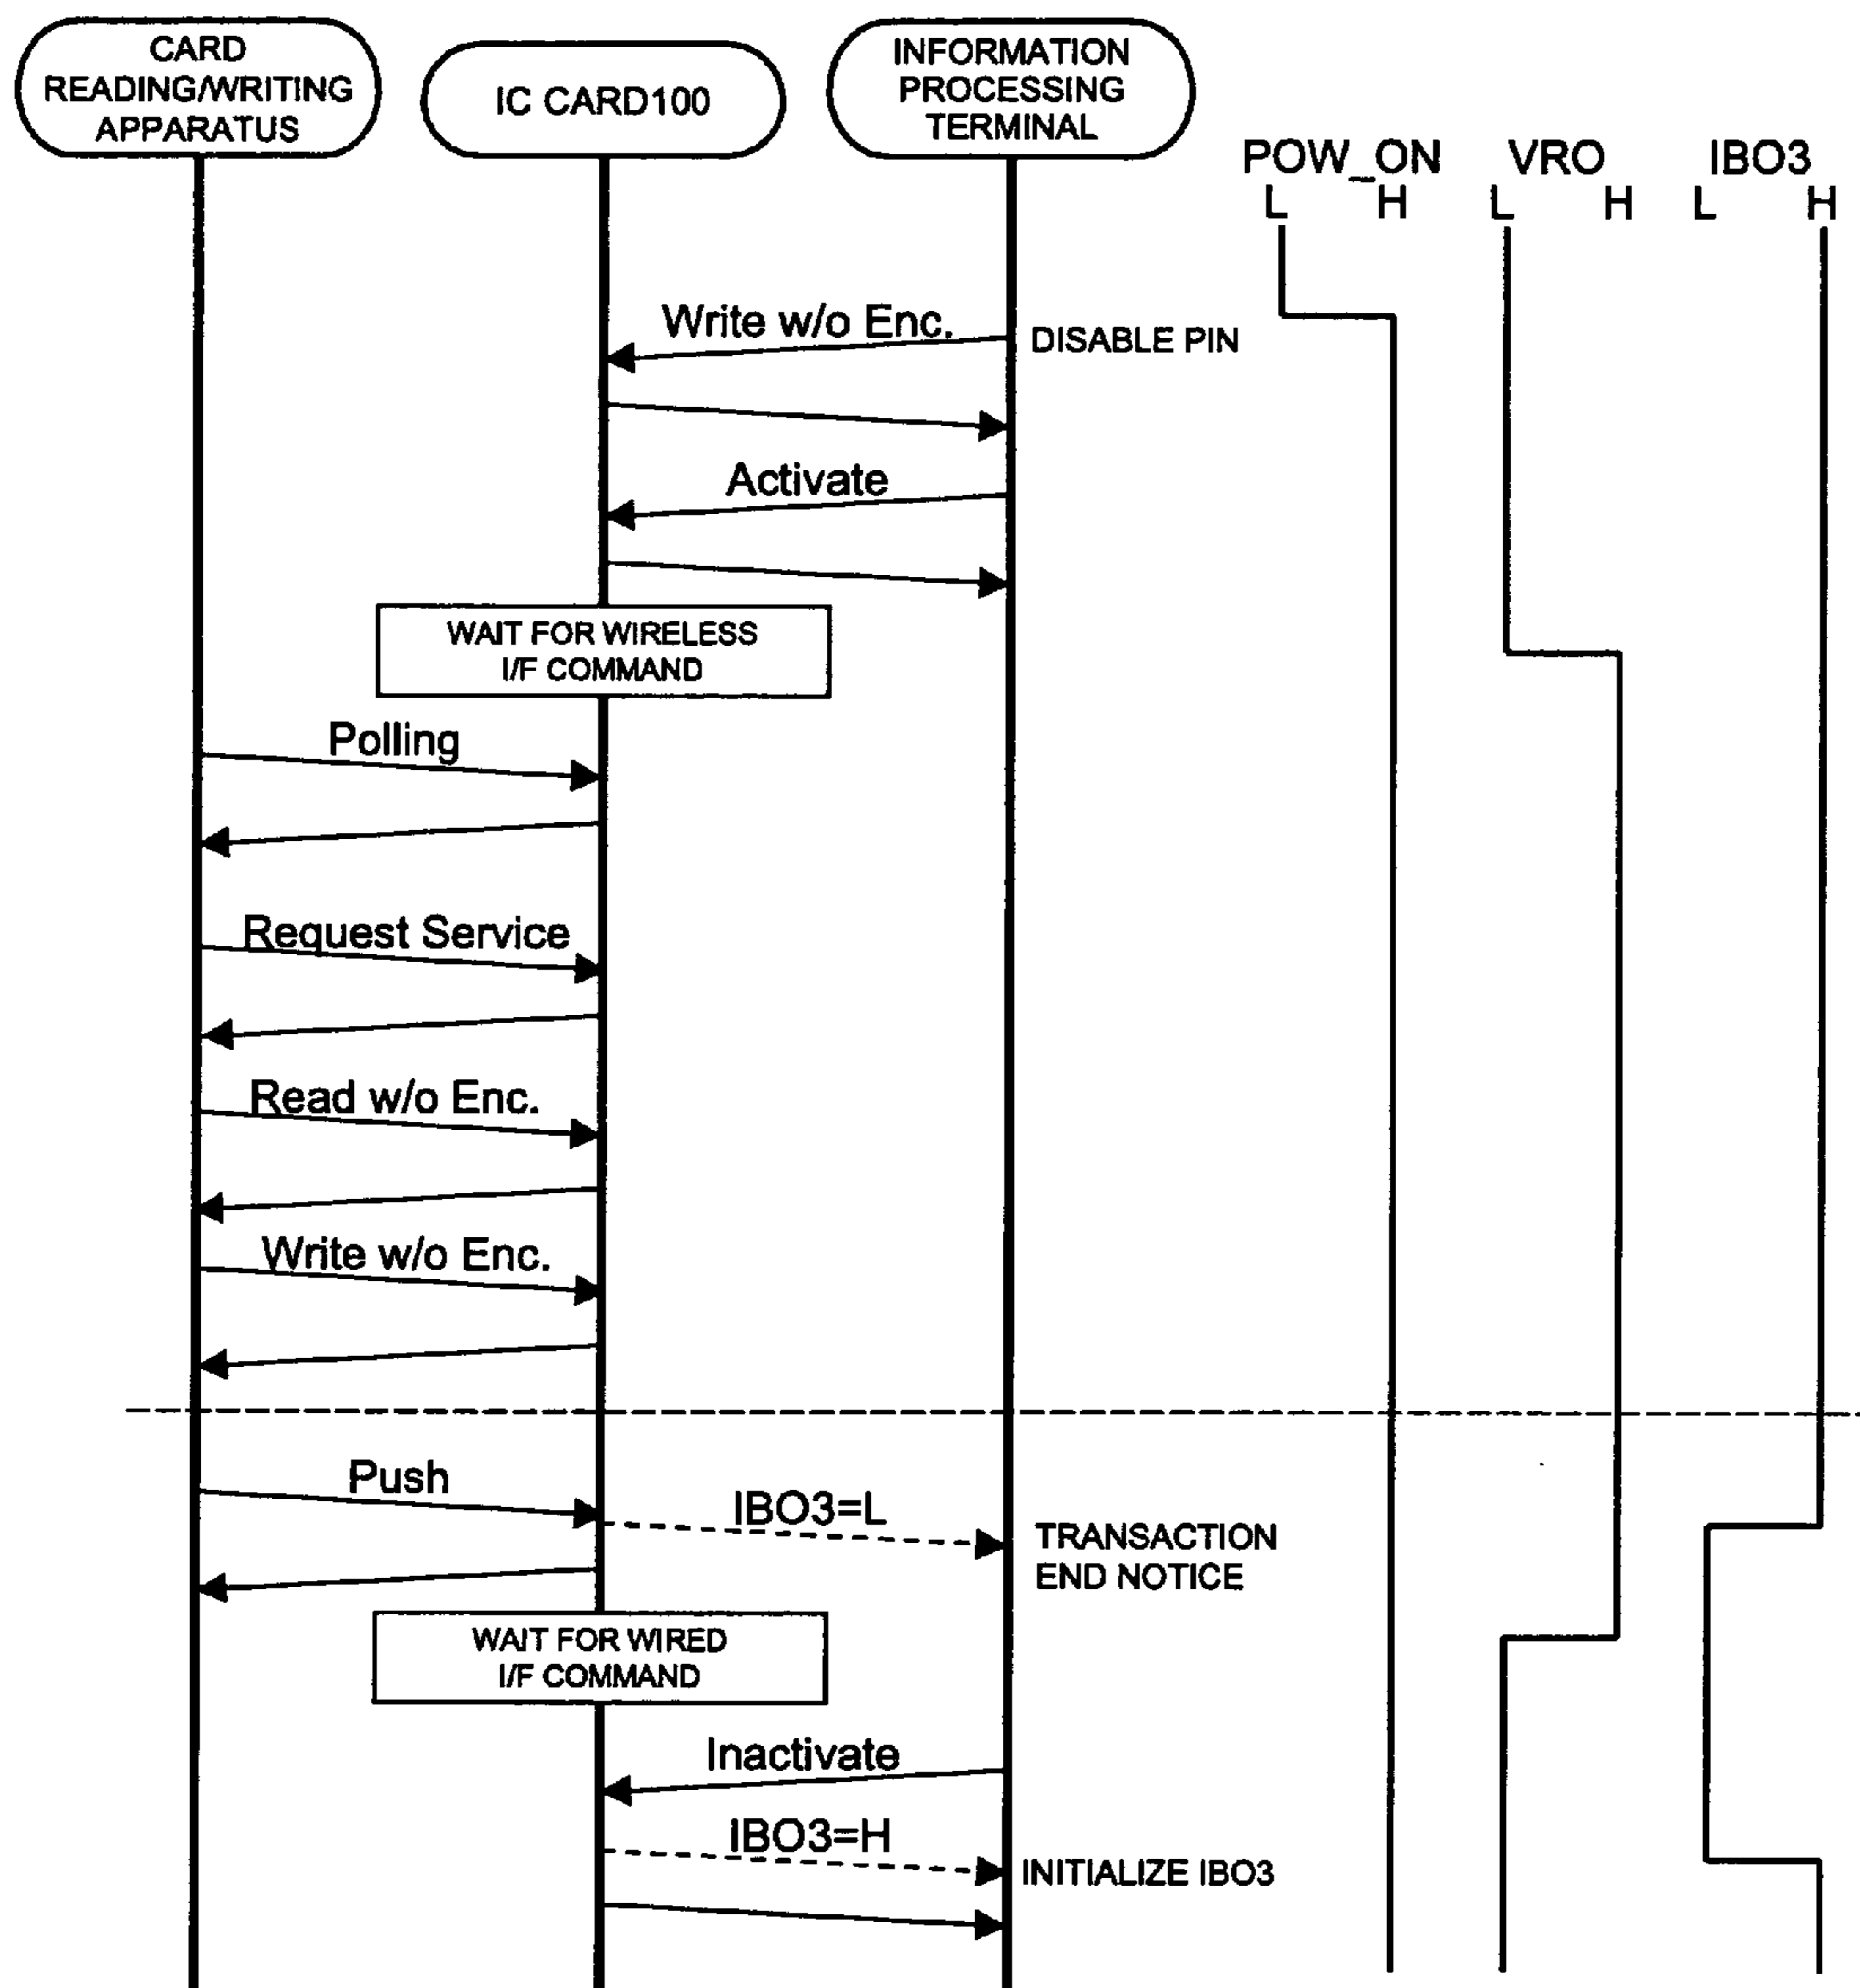 CARD
READING/WRITING
APPARATUS
IC CARD100
INFORMATION
PROCESSING
TERMINAL
POW_ON
L H
VRO
L H
IBO3
L H
Write w/o Enc.
DISABLE PIN
Activate
WAIT FOR WIRELESS
I/F COMMAND
Polling
Request Service
Read w/o Enc.
Write w/o Enc.
Push
IBO3=L
TRANSACTION
END NOTICE
WAIT FOR WIRED
I/F COMMAND
Inactivate
IBO3=H
INITIALIZE IBO3